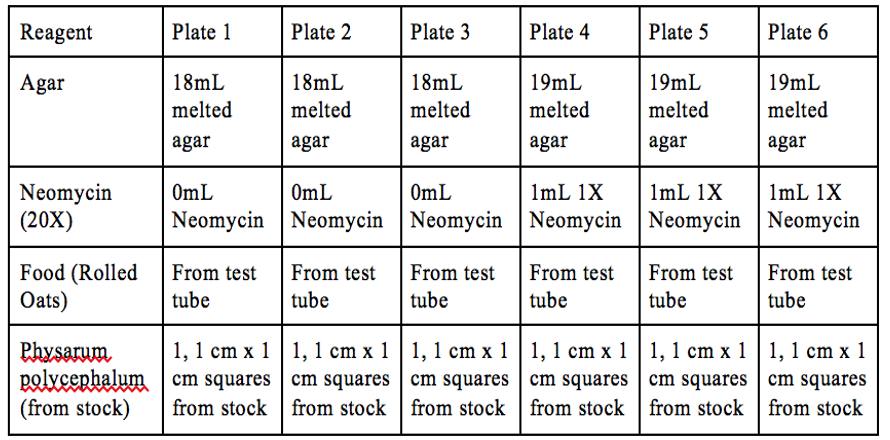 Reagent Plate 1 Plate 2 Plate 3 Plate 4 Plate 5 Plate 6
Agar 18mL 18mL 18mL 19mL 19mL 19mL
melted melted melted melted melted melted
agar agar agar agar agar agar
Neomycin 0mL 0mL 0mL 1mL 1X 1mL 1X 1mL 1X
(20X) Neomycin Neomycin Neomycin Neomycin Neomycin Neomycin
Food (Rolled From test From test From test From test From test From test
Oats) tube tube tube tube tube tube
Physarum 1, 1 cm x 1 1, 1 cm x 1 1, 1 cm x 1 1, 1 cm x 1 1, 1 cm x 1 1, 1 cm x 1
polycephalum cm squares cm squares cm squares cm squares cm squares cm squares
(from stock) from stock from stock from stock from stock from stock from stock